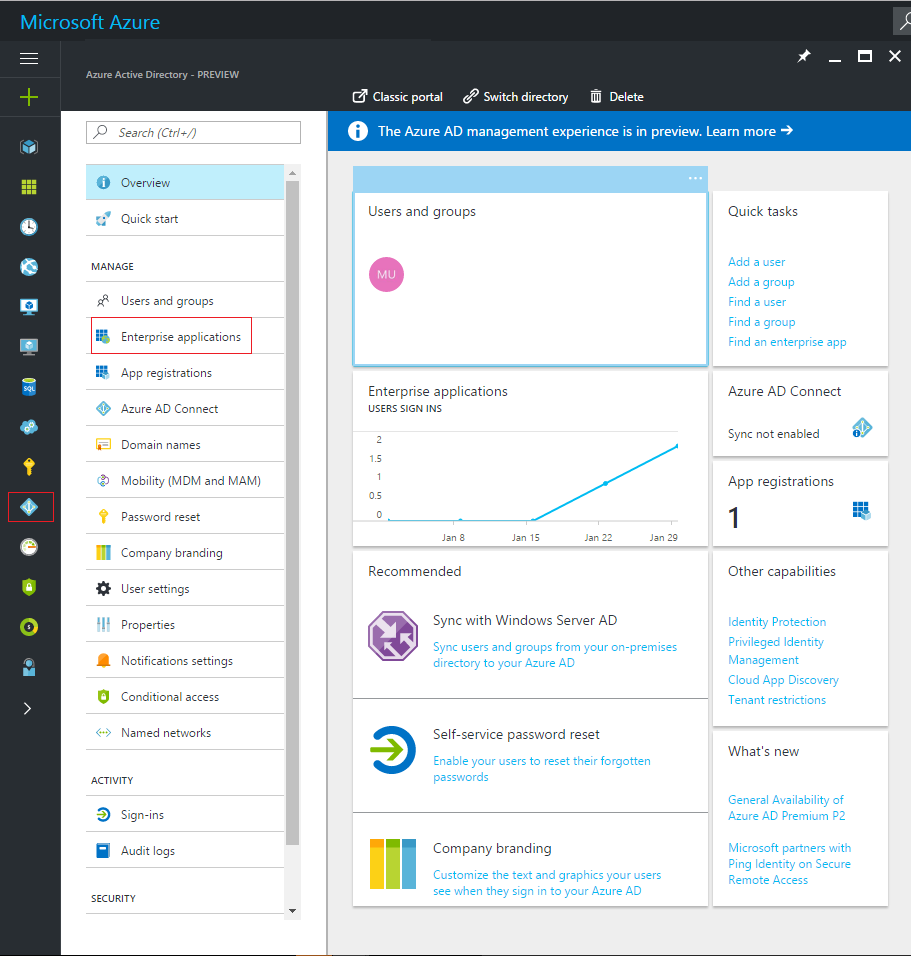 Microsoft Azure
Azure Active Directory - PREVIEW
Classic portal
Switch directory
Delete
Search (Ctrl+/)
Overview
Quick start
MANAGE
Users and groups
Enterprise applications
App registrations
Azure AD Connect
Domain names
Mobility (MDM and MAM)
Password reset
Company branding
User settings
Properties
Notifications settings
Conditional access
Named networks
ACTIVITY
Sign-ins
Audit logs
SECURITY
The Azure AD management experience is in preview. Learn more →
...
Users and groups
MU
Enterprise applications
USERS SIGN INS
2
1.5
1
0.5
0
Jan 8
Jan 15
Jan 22
Jan 29
Recommended
Sync with Windows Server AD
Sync users and groups from your on-premises
directory to your Azure AD
Self-service password reset
Enable your users to reset their forgotten
passwords
Company branding
Customize the text and graphics your users
see when they sign in to your Azure AD
Quick tasks
Add a user
Add a group
Find a user
Find a group
Find an enterprise app
Azure AD Connect
Sync not enabled
App registrations
1
Other capabilities
Identity Protection
Privileged Identity
Management
Cloud App Discovery
Tenant restrictions
What's new
General Availability of
Azure AD Premium P2
Microsoft partners with
Ping Identity on Secure
Remote Access
SQL